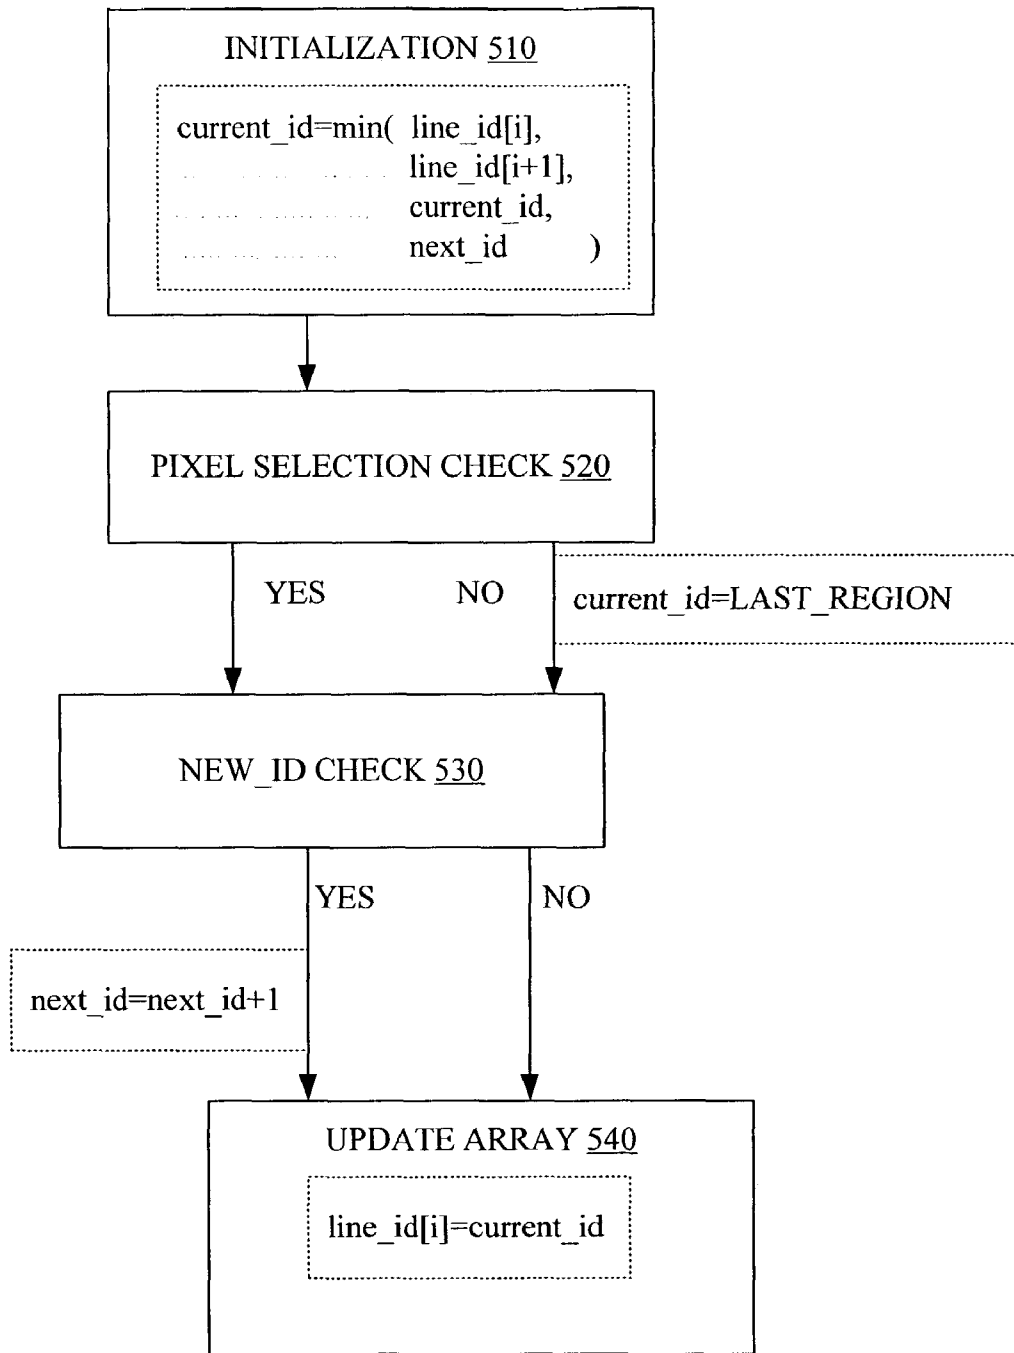 INITIALIZATION 510
current_id=min( line_id[i],
line_id[i+1],
current_id,
next_id )
PIXEL SELECTION CHECK 520
YES
NO
current_id=LAST_REGION
NEW_ID CHECK 530
YES
NO
next_id=next_id+1
UPDATE ARRAY 540
line_id[i]=current_id